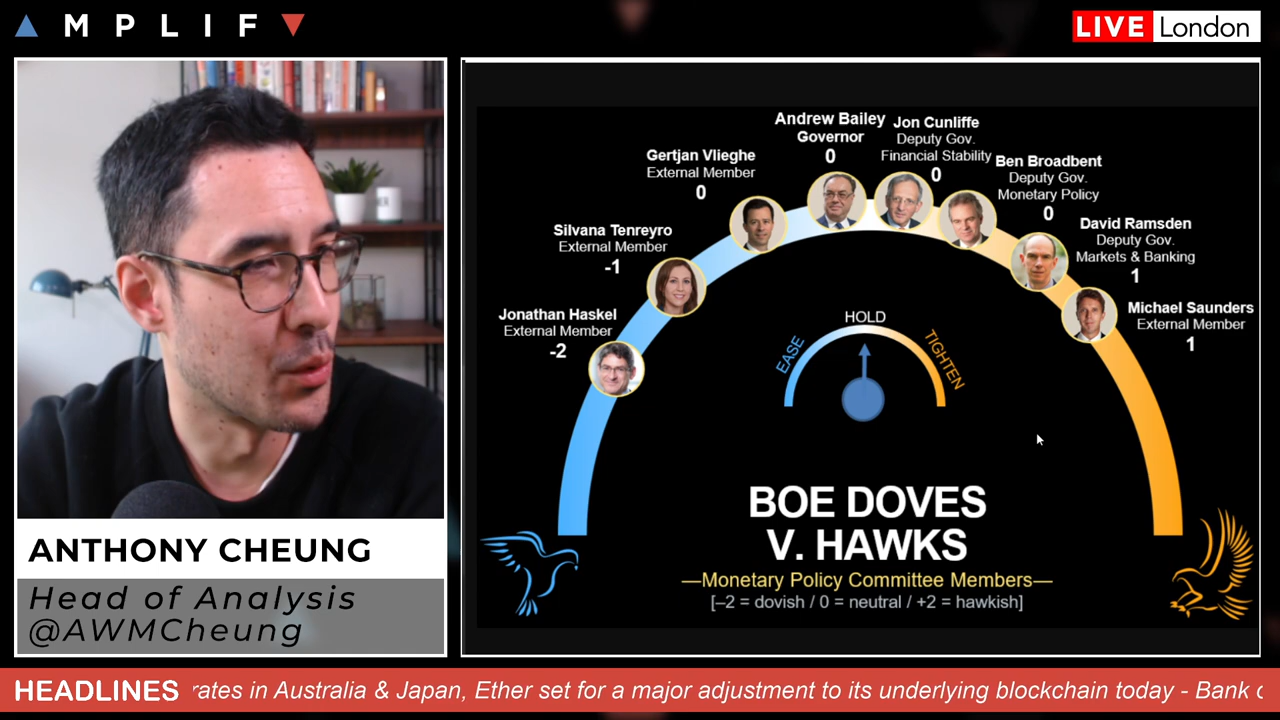 ▲ M P L I F ▼
LIVE London
Andrew Bailey
Governor
0
Jon Cunliffe
Deputy Gov.
Financial Stability
0
Gertjan Vlieghe
External Member
0
Ben Broadbent
Deputy Gov.
Monetary Policy
0
Silvana Tenreyro
External Member
-1
David Ramsden
Deputy Gov.
Markets & Banking
1
Jonathan Haskel
External Member
-2
Michael Saunders
External Member
1
HOLD
EASE
TIGHTEN
BOE DOVES
V. HAWKS
—Monetary Policy Committee Members—
[–2 = dovish / 0 = neutral / +2 = hawkish]
ANTHONY CHEUNG
Head of Analysis
@AWMCheung
HEADLINES rates in Australia & Japan, Ether set for a major adjustment to its underlying blockchain today - Bank